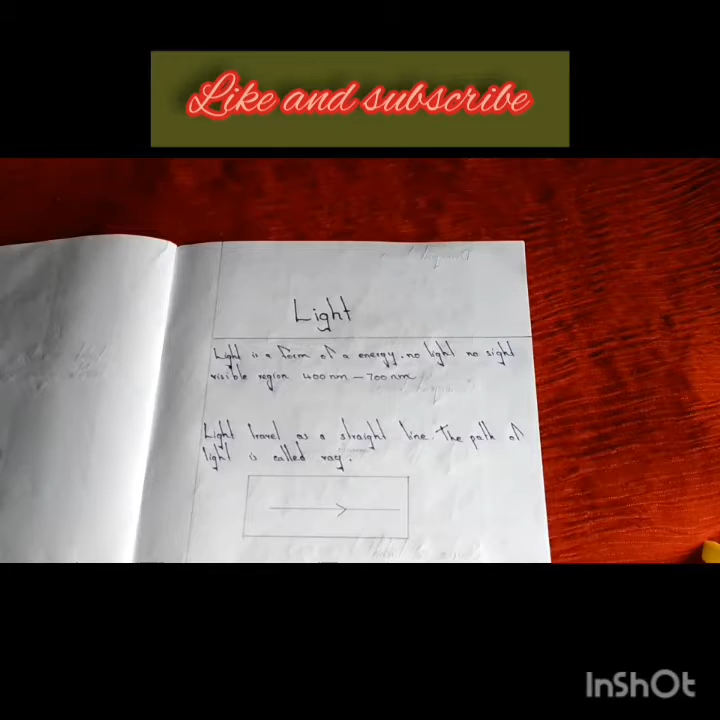 Like and subscribe
Light
Light is a form of a energy. no light no sight
visible region 400 nm – 700 nm
Light travel as a straight line. The path of
light is called ray.
InShOt